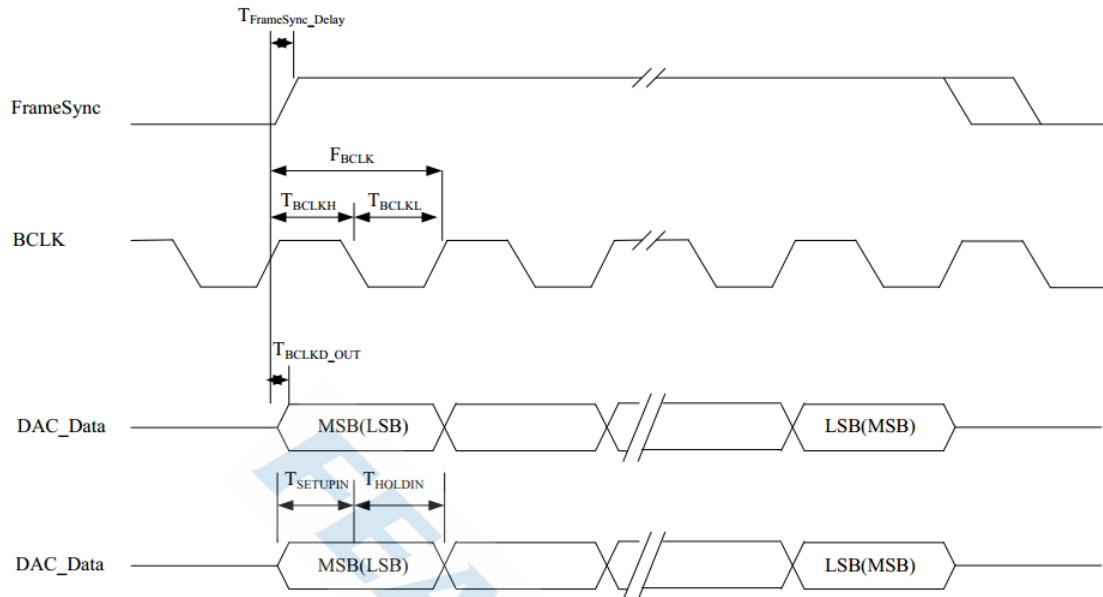 TFrameSync_Delay
FrameSync
FBCLK
TBCLKH TBCLKL
BCLK
TBCLKD_OUT
DAC_Data MSB(LSB) LSB(MSB)
TSETUPIN THOLDIN
DAC_Data MSB(LSB) LSB(MSB)